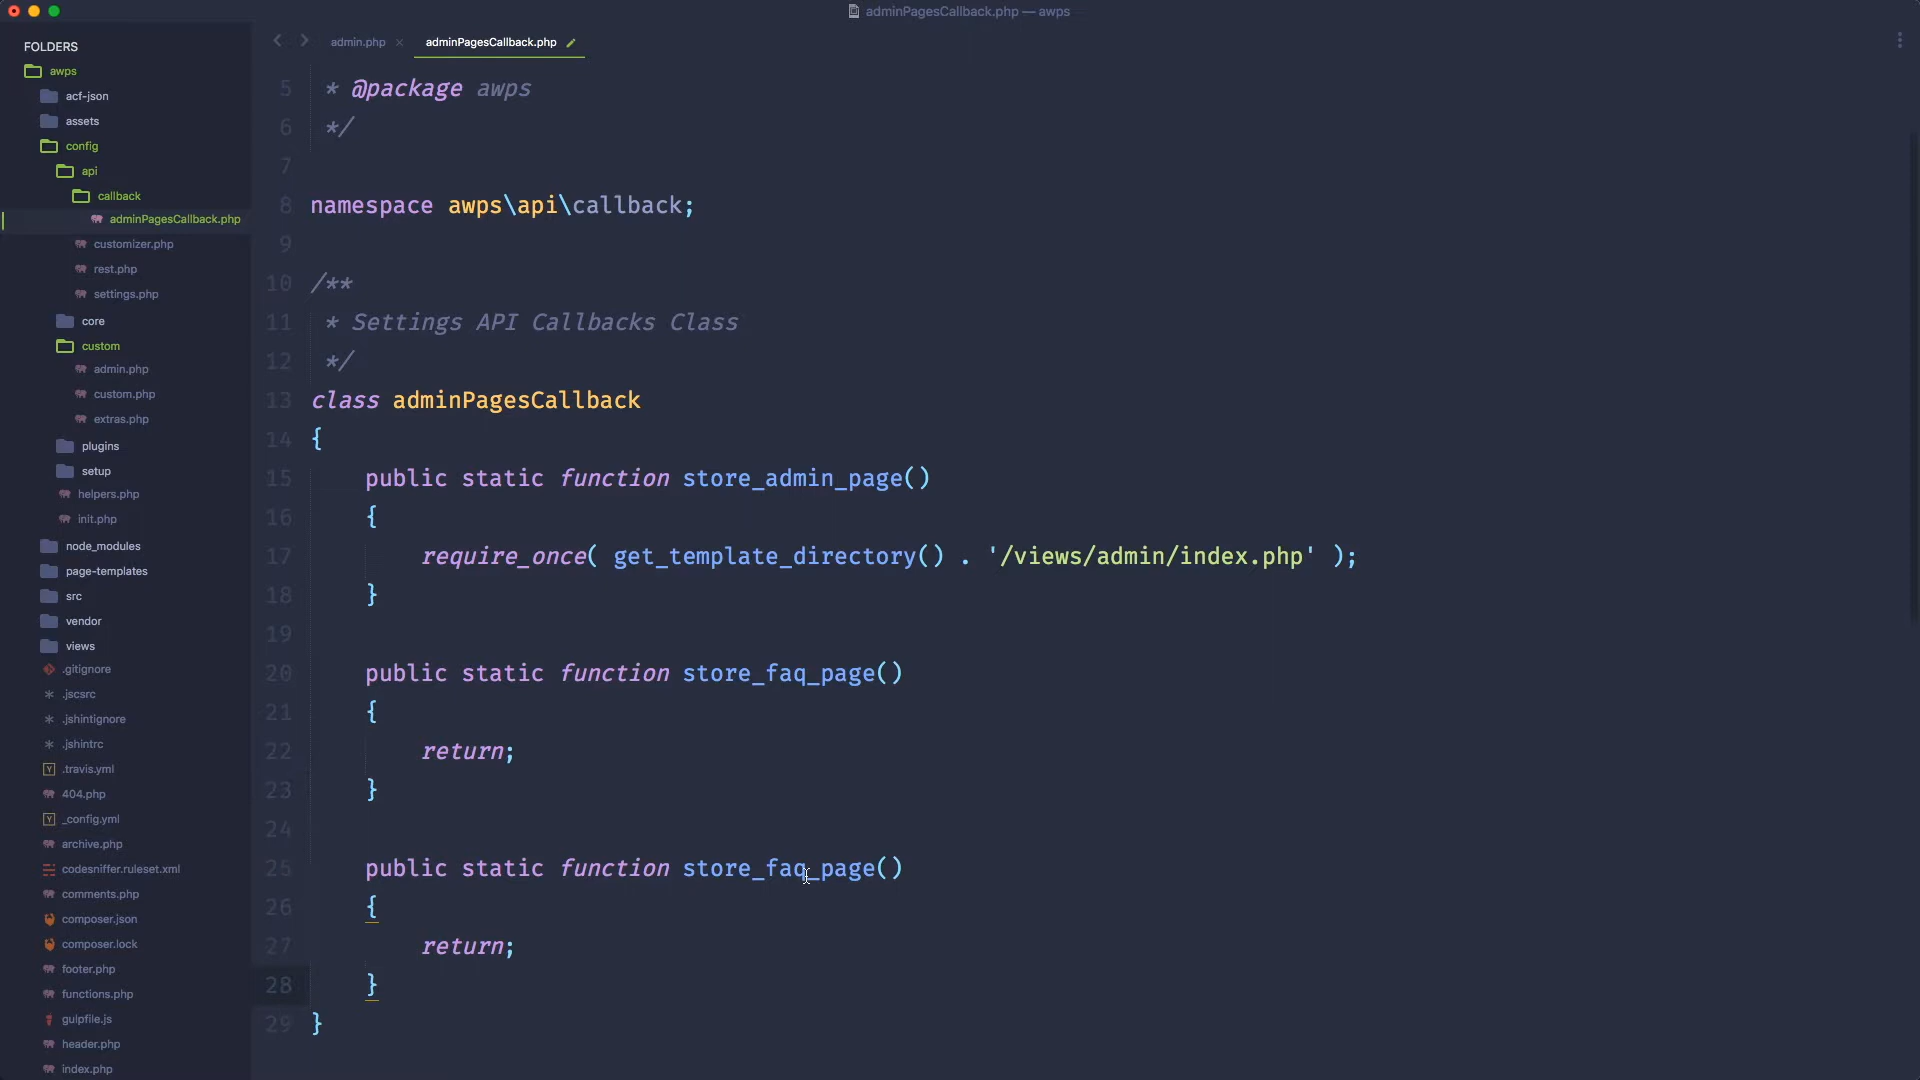 adminPagesCallback.php — awps
FOLDERS
awps
acf-json
assets
config
api
callback
adminPagesCallback.php
customizer.php
rest.php
settings.php
core
custom
admin.php
custom.php
extras.php
plugins
setup
helpers.php
init.php
node_modules
page-templates
src
vendor
views
.gitignore
.jscsrc
.jshintignore
.jshintrc
.travis.yml
404.php
_config.yml
archive.php
codesniffer.ruleset.xml
comments.php
composer.json
composer.lock
footer.php
functions.php
gulpfile.js
header.php
index.php
admin.php × adminPagesCallback.php
5 * @package awps
6 */
7
8 namespace awps\api\callback;
9
10 /**
11 * Settings API Callbacks Class
12 */
13 class adminPagesCallback
14 {
15 public static function store_admin_page()
16 {
17 require_once( get_template_directory() . '/views/admin/index.php' );
18 }
19
20 public static function store_faq_page()
21 {
22 return;
23 }
24
25 public static function store_faq_page()
26 {
27 return;
28 }
29 }